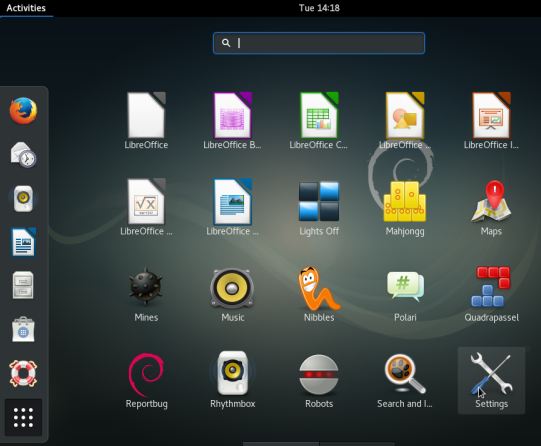 Activities
Tue 14:18
LibreOffice
LibreOffice B...
LibreOffice C...
LibreOffice ...
LibreOffice I...
LibreOffice ...
LibreOffice ...
Lights Off
Mahjongg
Maps
Mines
Music
Nibbles
Polari
Quadrapassel
Reportbug
Rhythmbox
Robots
Search and I...
Settings